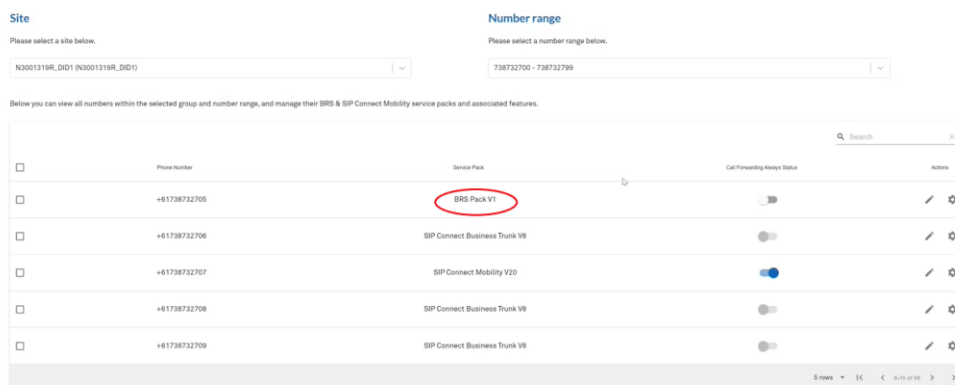 Site
Number range
Please select a site below.
Please select a number range below.
N3001319R_DID1 (N3001319R_DID1)
738732700 - 738732799
Below you can view all numbers within the selected group and number range, and manage their BRS & SIP Connect Mobility service packs and associated features.
Search
Phone Number Service Pack Call Forwarding Always Status Actions
+61738732705 BRS Pack V1
+61738732706 SIP Connect Business Trunk V8
+61738732707 SIP Connect Mobility V20
+61738732708 SIP Connect Business Trunk V8
+61738732709 SIP Connect Business Trunk V8
5 rows